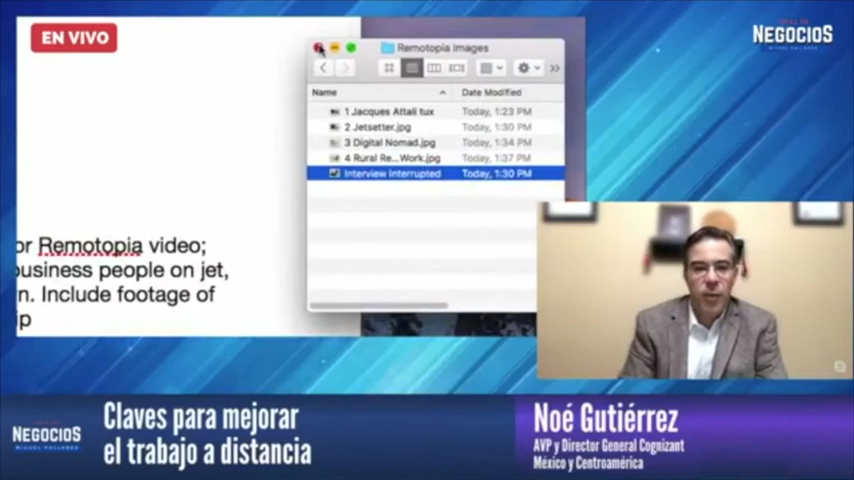 EN VIVO
NEGOCIOS
Remotopia Images
Name
Date Modified
1 Jacques Attali tux
Today, 1:23 PM
2 Jetsetter.jpg
Today, 1:30 PM
3 Digital Nomad.jpg
Today, 1:34 PM
4 Rural Re...Work.jpg
Today, 1:37 PM
Interview Interrupted
Today, 1:30 PM
or Remotopia video;
business people on jet,
n. Include footage of
ip
NEGOCIOS
MIGUEL PALLARES
Claves para mejorar
el trabajo a distancia
Noé Gutiérrez
AVP y Director General Cognizant
México y Centroamérica